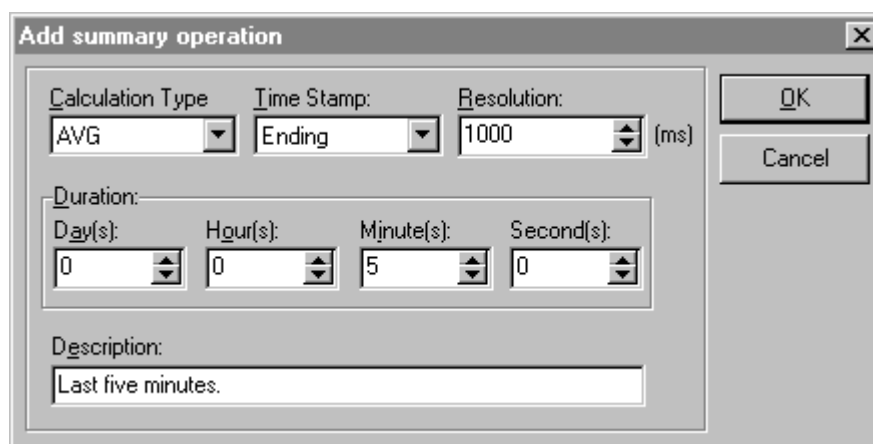 Add summary operation
Calculation Type Time Stamp: Resolution:
AVG Ending 1000 (ms)
OK
Cancel
Duration:
Day(s): Hour(s): Minute(s): Second(s):
0 0 5 0
Description:
Last five minutes.